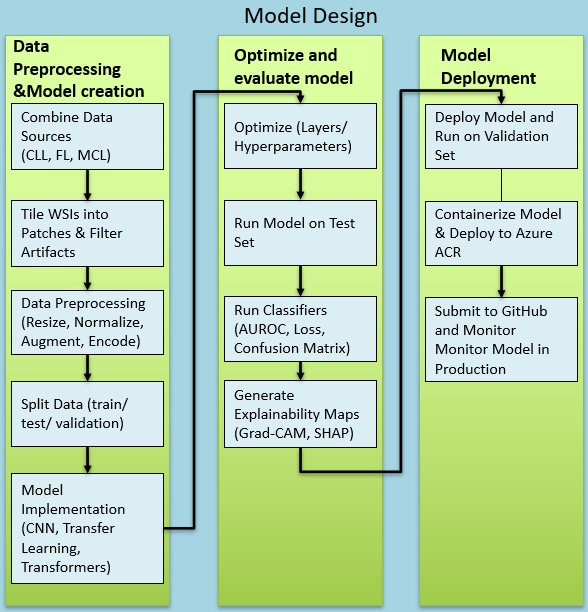 Model Design
Data
Preprocessing
&Model creation
Combine Data
Sources
(CLL, FL, MCL)
Tile WSIs into
Patches & Filter
Artifacts
Data Preprocessing
(Resize, Normalize,
Augment, Encode)
Split Data (train/
test/ validation)
Model
Implementation
(CNN, Transfer
Learning,
Transformers)
Optimize and
evaluate model
Optimize (Layers/
Hyperparameters)
Run Model on Test
Set
Run Classifiers
(AUROC, Loss,
Confusion Matrix)
Generate
Explainability Maps
(Grad-CAM, SHAP)
Model
Deployment
Deploy Model and
Run on Validation
Set
Containerize Model
& Deploy to Azure
ACR
Submit to GitHub
and Monitor
Monitor Model in
Production